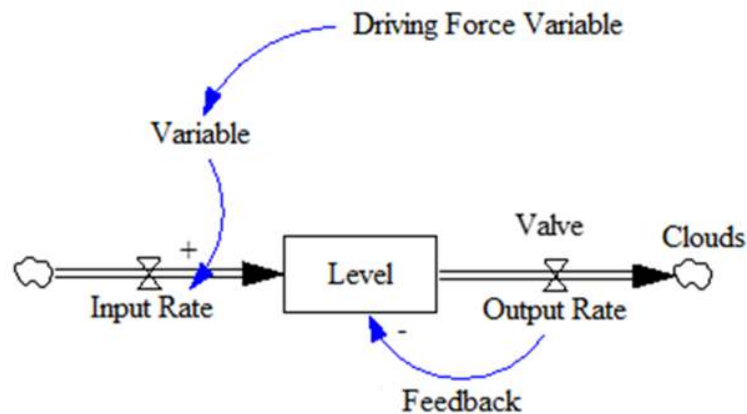 Driving Force Variable
Variable
+
Valve
Clouds
Level
Input Rate
Output Rate
-
Feedback